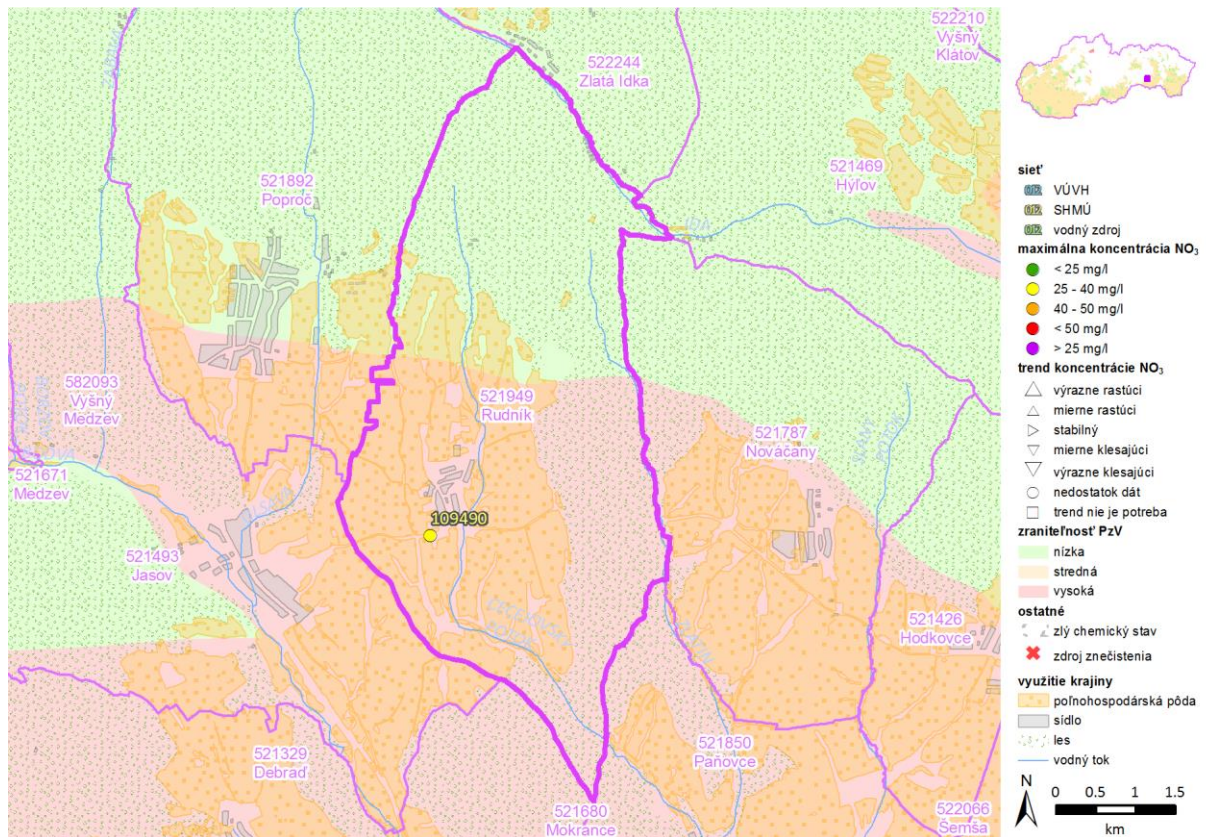 522210
Vyšný
Klátov
522244
Zlatá Idka
521469
Hýľov
521892
Poproč
IDA
582093
Vyšný
Medzev
521949
Rudník
521787
Nováčany
521671
Medzev
109490
521493
Jasov
521426
Hodkovce
521329
Debraď
521850
Paňovce
521680
Mokrance
522066
Šemša
sieť
VÚVH
SHMÚ
vodný zdroj
maximálna koncentrácia NO₃
< 25 mg/l
25 - 40 mg/l
40 - 50 mg/l
< 50 mg/l
> 25 mg/l
trend koncentrácie NO₃
výrazne rastúci
mierne rastúci
stabilný
mierne klesajúci
výrazne klesajúci
nedostatok dát
trend nie je potreba
zraniteľnosť PzV
nízka
stredná
vysoká
ostatné
zlý chemický stav
zdroj znečistenia
využitie krajiny
poľnohospodárská pôda
sídlo
les
vodný tok
N
0 0.5 1 1.5
km